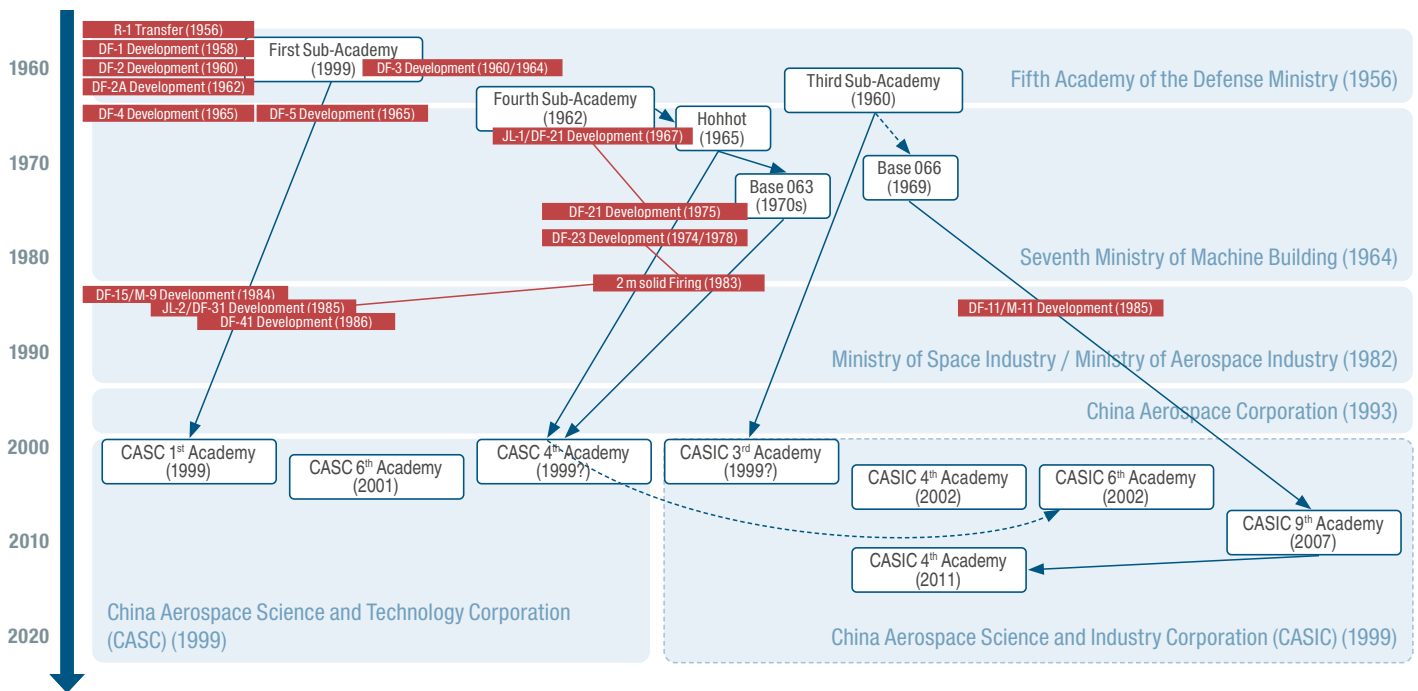 R-1 Transfer (1956)
DF-1 Development (1958)
First Sub-Academy
(1999)
1960
DF-2 Development (1960)
DF-3 Development (1960/1964)
DF-2A Development (1962)
Third Sub-Academy
(1960)
Fifth Academy of the Defense Ministry (1956)
Fourth Sub-Academy
(1962)
DF-4 Development (1965)
DF-5 Development (1965)
Hohhot
(1965)
JL-1/DF-21 Development (1967)
1970
Base 066
(1969)
Base 063
(1970s)
DF-21 Development (1975)
DF-23 Development (1974/1978)
1980
Seventh Ministry of Machine Building (1964)
2 m solid Firing (1983)
DF-15/M-9 Development (1984)
JL-2/DF-31 Development (1985)
DF-11/M-11 Development (1985)
DF-41 Development (1986)
1990
Ministry of Space Industry / Ministry of Aerospace Industry (1982)
China Aerospace Corporation (1993)
2000
CASC 1st Academy
(1999)
CASC 6th Academy
(2001)
CASC 4th Academy
(1999?)
CASIC 3rd Academy
(1999?)
CASIC 4th Academy
(2002)
CASIC 6th Academy
(2002)
CASIC 9th Academy
(2007)
2010
CASIC 4th Academy
(2011)
China Aerospace Science and Technology Corporation
(CASC) (1999)
2020
China Aerospace Science and Industry Corporation (CASIC) (1999)